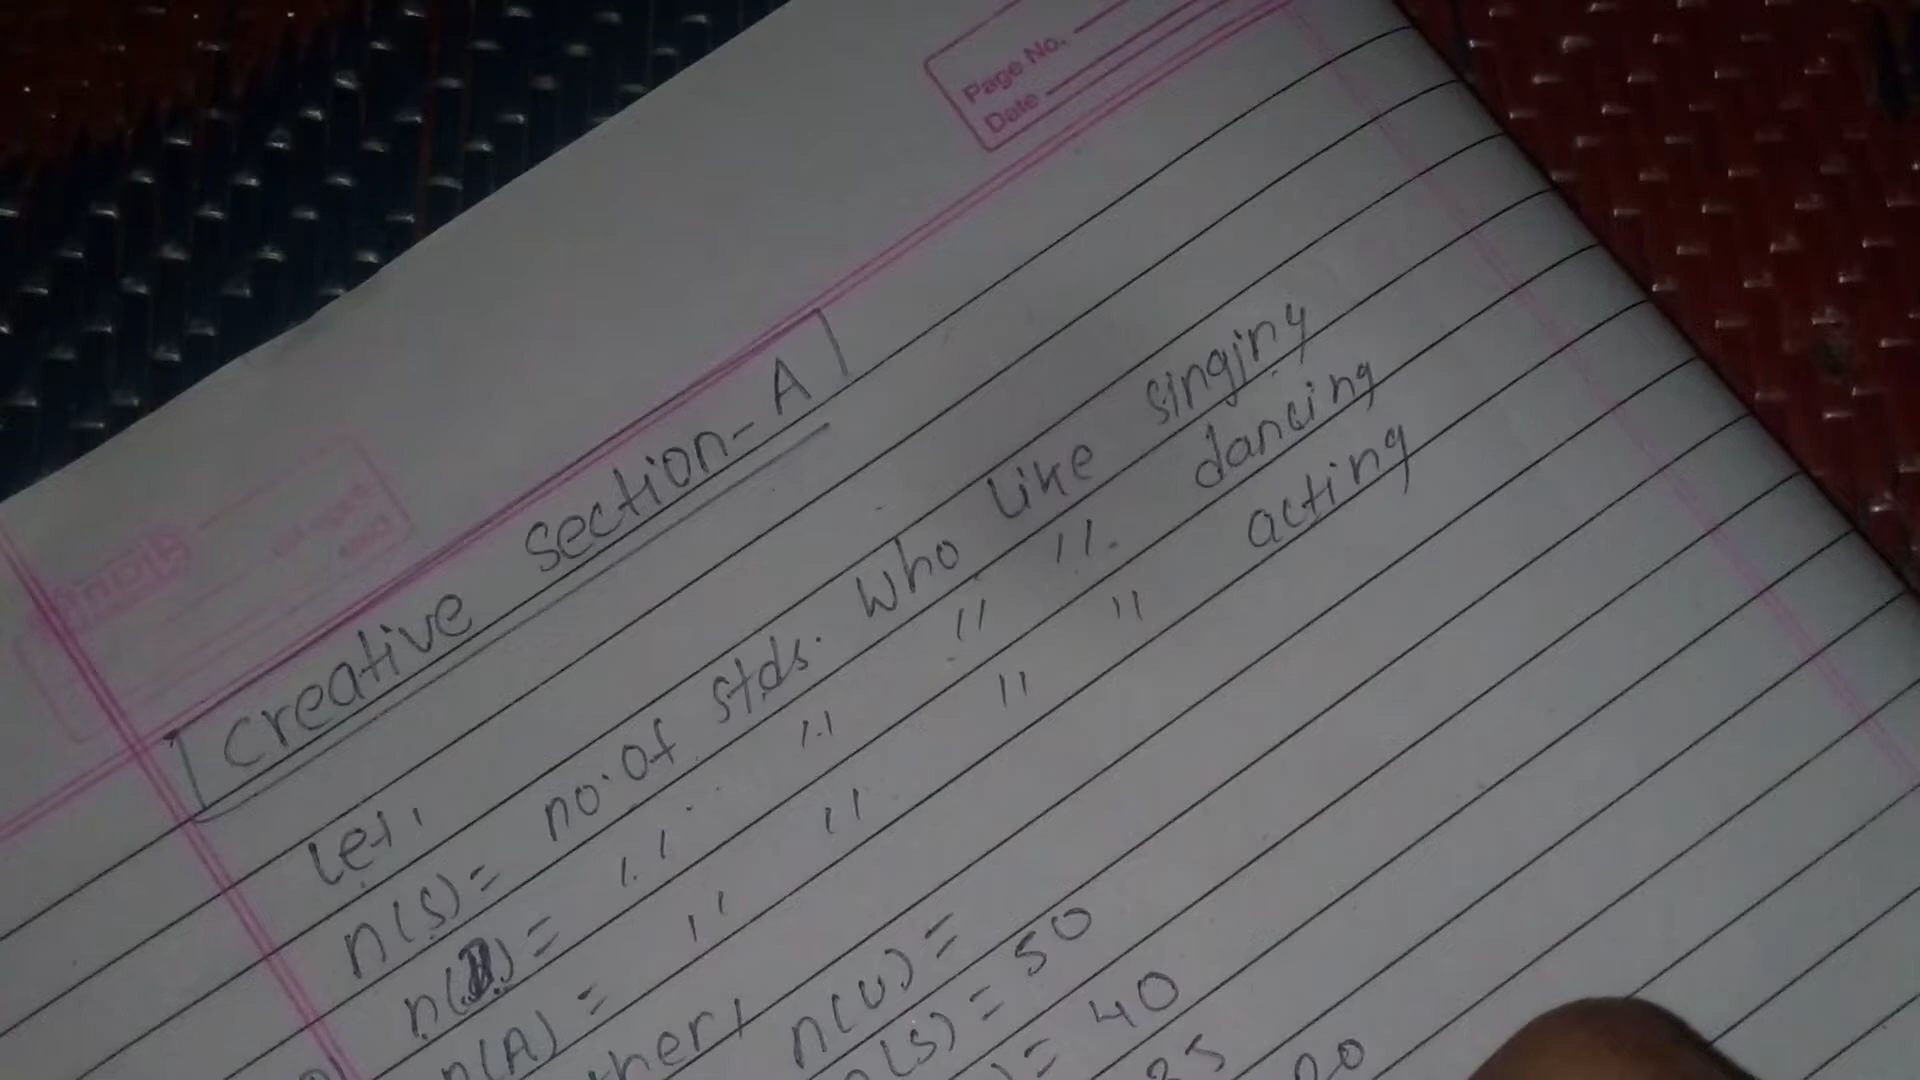 Page No.
Date
Creative section-A
Let,
n(S) = no. of stds. who like singing
n(D) = " " " " dancing
n(A) = " " " " acting
n(U) =
n(S) = 50
) = 40